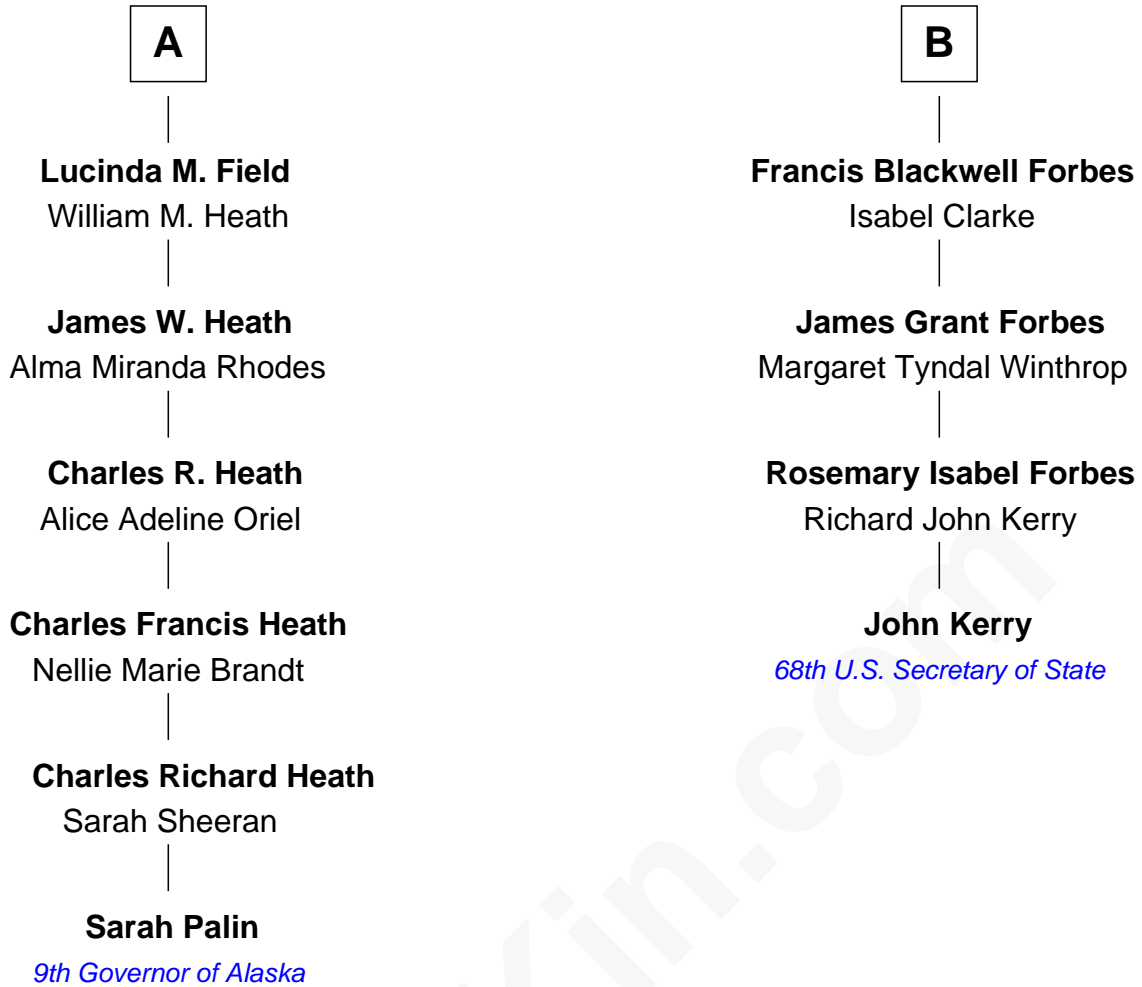 A
Lucinda M. Field
William M. Heath
James W. Heath
Alma Miranda Rhodes
Charles R. Heath
Alice Adeline Oriel
Charles Francis Heath
Nellie Marie Brandt
Charles Richard Heath
Sarah Sheeran
Sarah Palin
9th Governor of Alaska
B
Francis Blackwell Forbes
Isabel Clarke
James Grant Forbes
Margaret Tyndal Winthrop
Rosemary Isabel Forbes
Richard John Kerry
John Kerry
68th U.S. Secretary of State
Kin.com